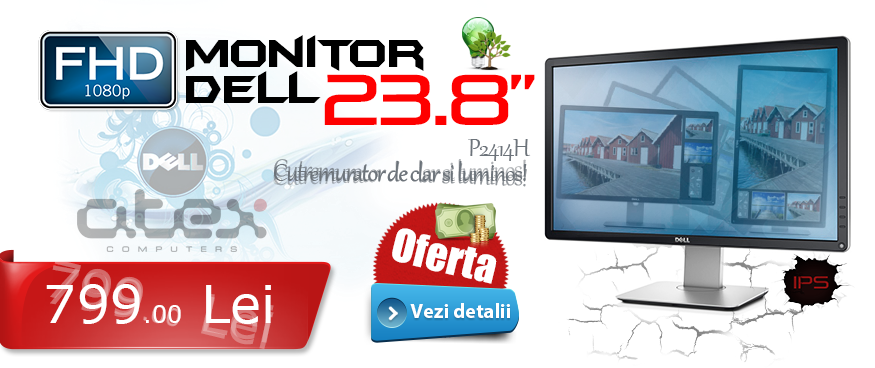 FHD
1080p
MONITOR
DELL
23.8”
P2414H
Cutremurator de clar si luminos!
DELL
atex
COMPUTERS
799.00 Lei
Oferta
Vezi detalii
DELL
IPS